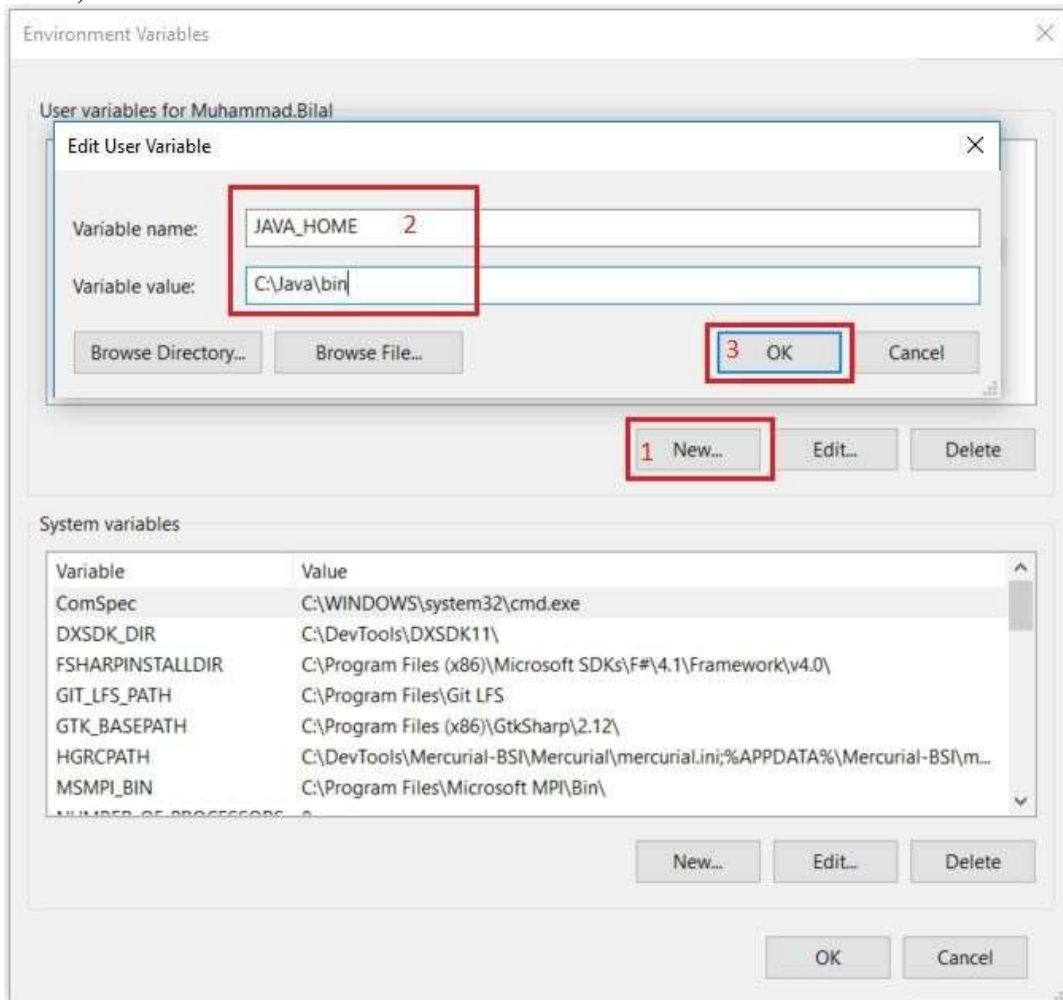 Environment Variables
User variables for Muhammad.Bilal
Edit User Variable
Variable name: JAVA_HOME 2
Variable value: C:\Java\bin
Browse Directory... Browse File... 3 OK Cancel
1 New... Edit... Delete
System variables
Variable Value
ComSpec C:\WINDOWS\system32\cmd.exe
DXSDK_DIR C:\DevTools\DXSDK11\
FSHARPINSTALLDIR C:\Program Files (x86)\Microsoft SDKs\F#\4.1\Framework\v4.0\
GIT_LFS_PATH C:\Program Files\Git LFS
GTK_BASEPATH C:\Program Files (x86)\GtkSharp\2.12\
HGRCPATH C:\DevTools\Mercurial-BSI\Mercurial\mercurial.ini;%APPDATA%\Mercurial-BSI\m...
MSMPI_BIN C:\Program Files\Microsoft MPI\Bin\
NUMBER_OF_PROCESSORS
New... Edit... Delete
OK Cancel